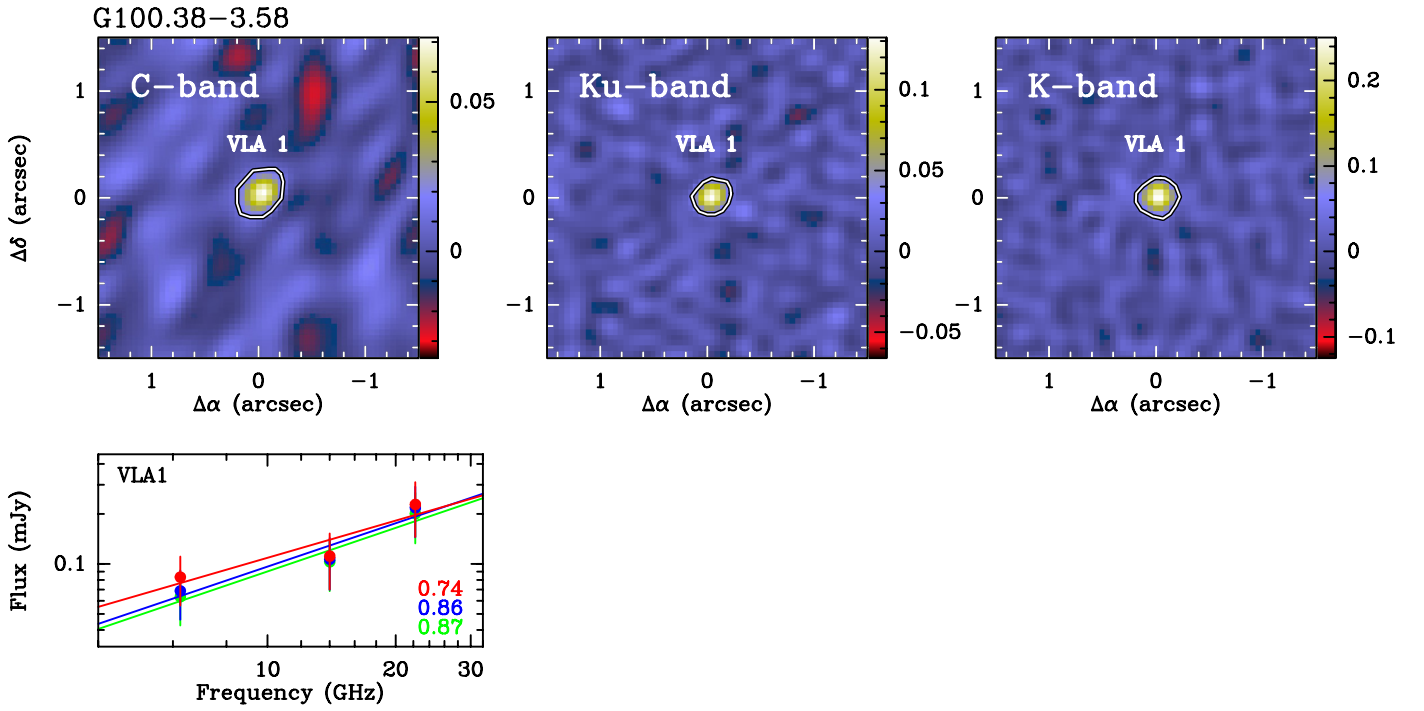 G100.38−3.58
C−band
VLA 1
Ku−band
VLA 1
K−band
VLA 1
1
0
−1
Δδ (arcsec)
1
0
−1
Δα (arcsec)
0.05
0
1
0
−1
1
0
−1
Δα (arcsec)
0.1
0.05
0
−0.05
1
0
−1
1
0
−1
Δα (arcsec)
0.2
0.1
0
−0.1
VLA1
Flux (mJy)
0.1
0.74
0.86
0.87
10
20
30
Frequency (GHz)